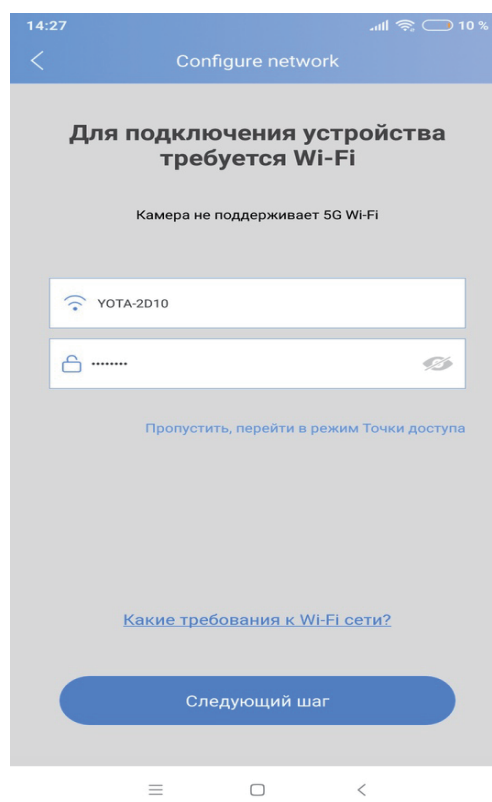 14:27 10 %
Configure network
Для подключения устройства
требуется Wi-Fi
Камера не поддерживает 5G Wi-Fi
YOTA-2D10
········
Пропустить, перейти в режим Точки доступа
Какие требования к Wi-Fi сети?
Следующий шаг